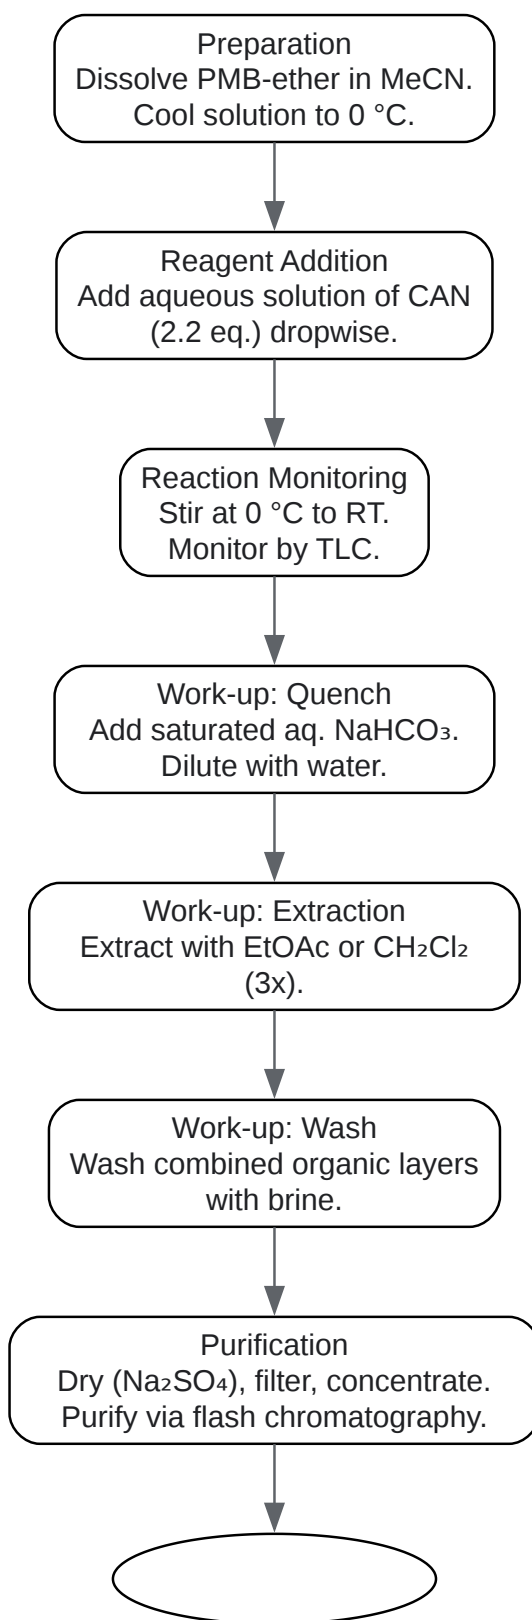 Preparation
Dissolve PMB-ether in MeCN.
Cool solution to 0 °C.
Reagent Addition
Add aqueous solution of CAN
(2.2 eq.) dropwise.
Reaction Monitoring
Stir at 0 °C to RT.
Monitor by TLC.
Work-up: Quench
Add saturated aq. NaHCO₃.
Dilute with water.
Work-up: Extraction
Extract with EtOAc or CH₂Cl₂
(3x).
Work-up: Wash
Wash combined organic layers
with brine.
Purification
Dry (Na₂SO₄), filter, concentrate.
Purify via flash chromatography.